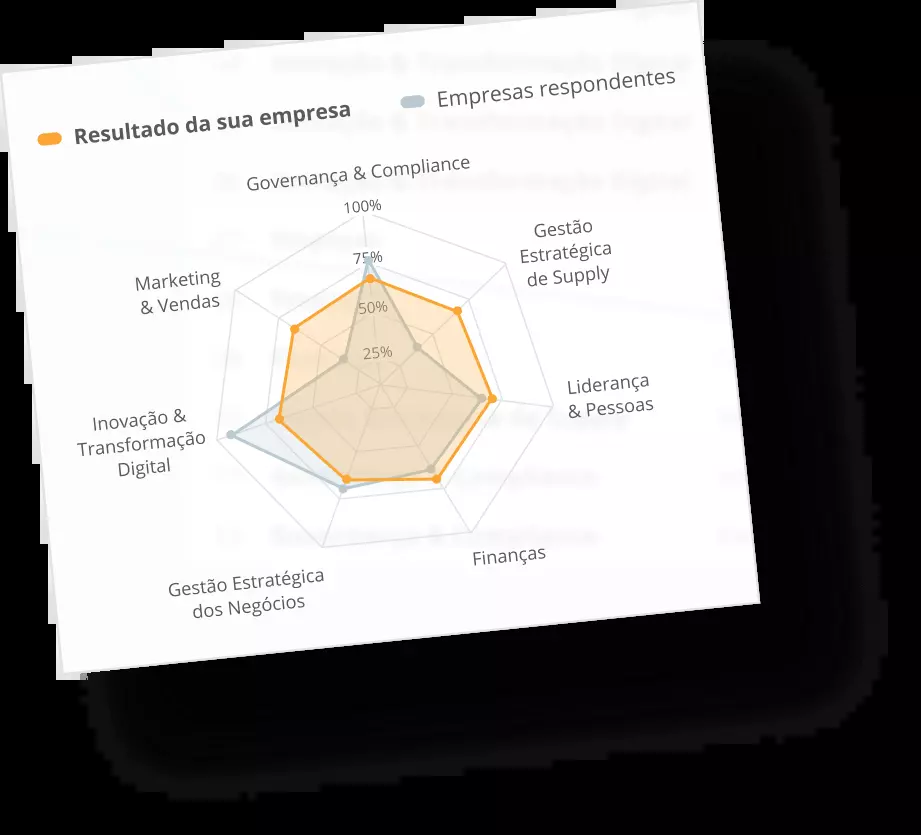 Resultado da sua empresa
Empresas respondentes
Governança & Compliance
100%
75%
50%
25%
Gestão
Estratégica
de Supply
Liderança
& Pessoas
Finanças
Gestão Estratégica
dos Negócios
Inovação &
Transformação
Digital
Marketing
& Vendas